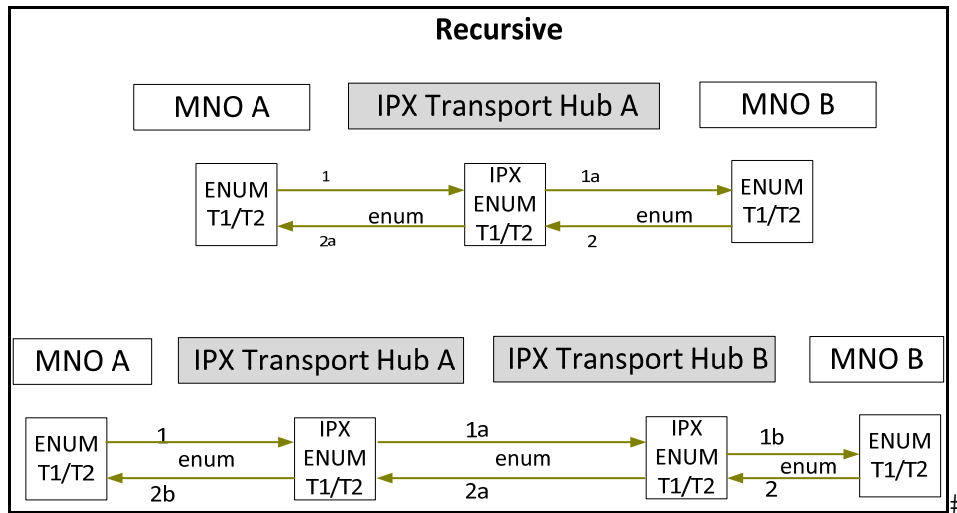 Recursive
MNO A
IPX Transport Hub A
MNO B
ENUM
T1/T2
1
enum
2a
IPX
ENUM
T1/T2
1a
enum
2
ENUM
T1/T2
MNO A
IPX Transport Hub A
IPX Transport Hub B
MNO B
ENUM
T1/T2
1
enum
2b
IPX
ENUM
T1/T2
1a
enum
2a
IPX
ENUM
T1/T2
1b
enum
2
ENUM
T1/T2